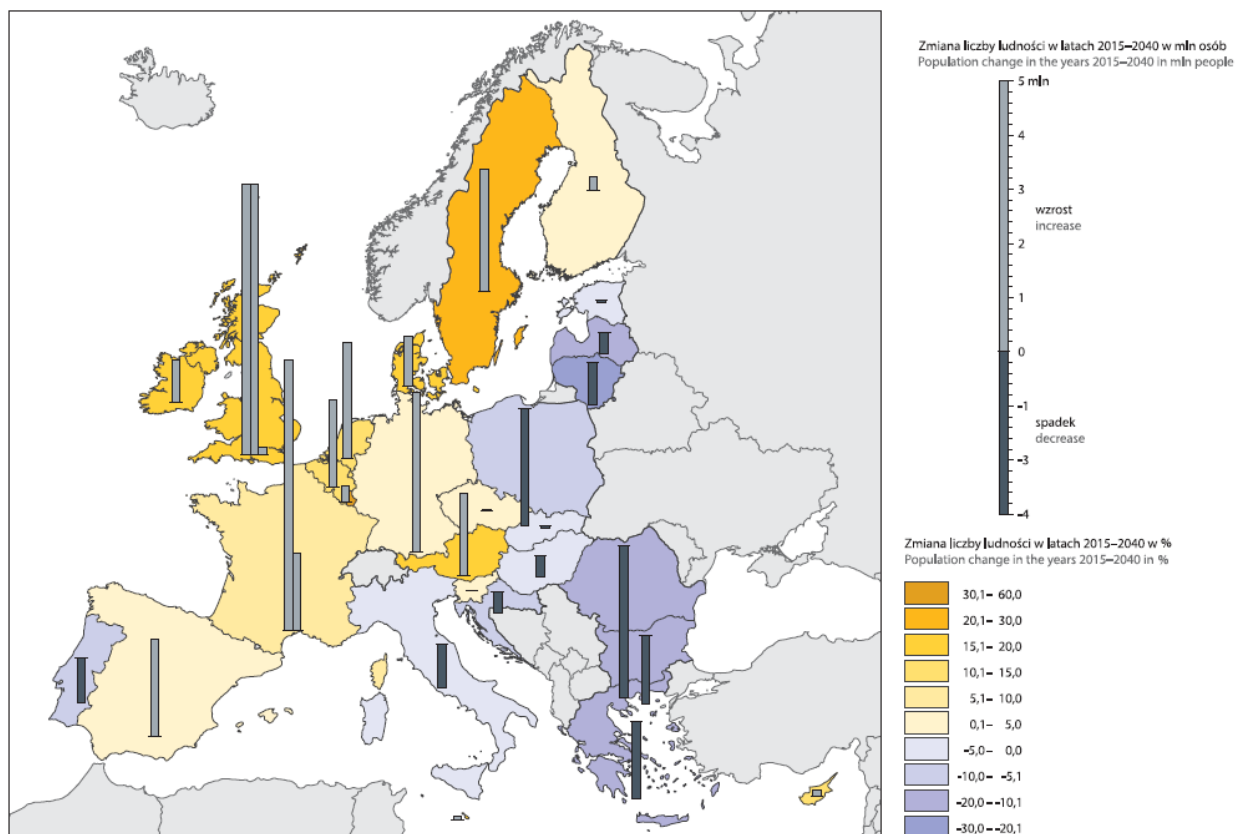 Zmiana liczby ludności w latach 2015–2040 w mln osób
Population change in the years 2015–2040 in mln people
5 mln
4
3
wzrost
increase
2
1
0
-1
spadek
decrease
-3
-4
Zmiana liczby ludności w latach 2015–2040 w %
Population change in the years 2015–2040 in %
30,1– 60,0
20,1– 30,0
15,1– 20,0
10,1– 15,0
5,1– 10,0
0,1– 5,0
-5,0– 0,0
-10,0– -5,1
-20,0– -10,1
-30,0– -20,1